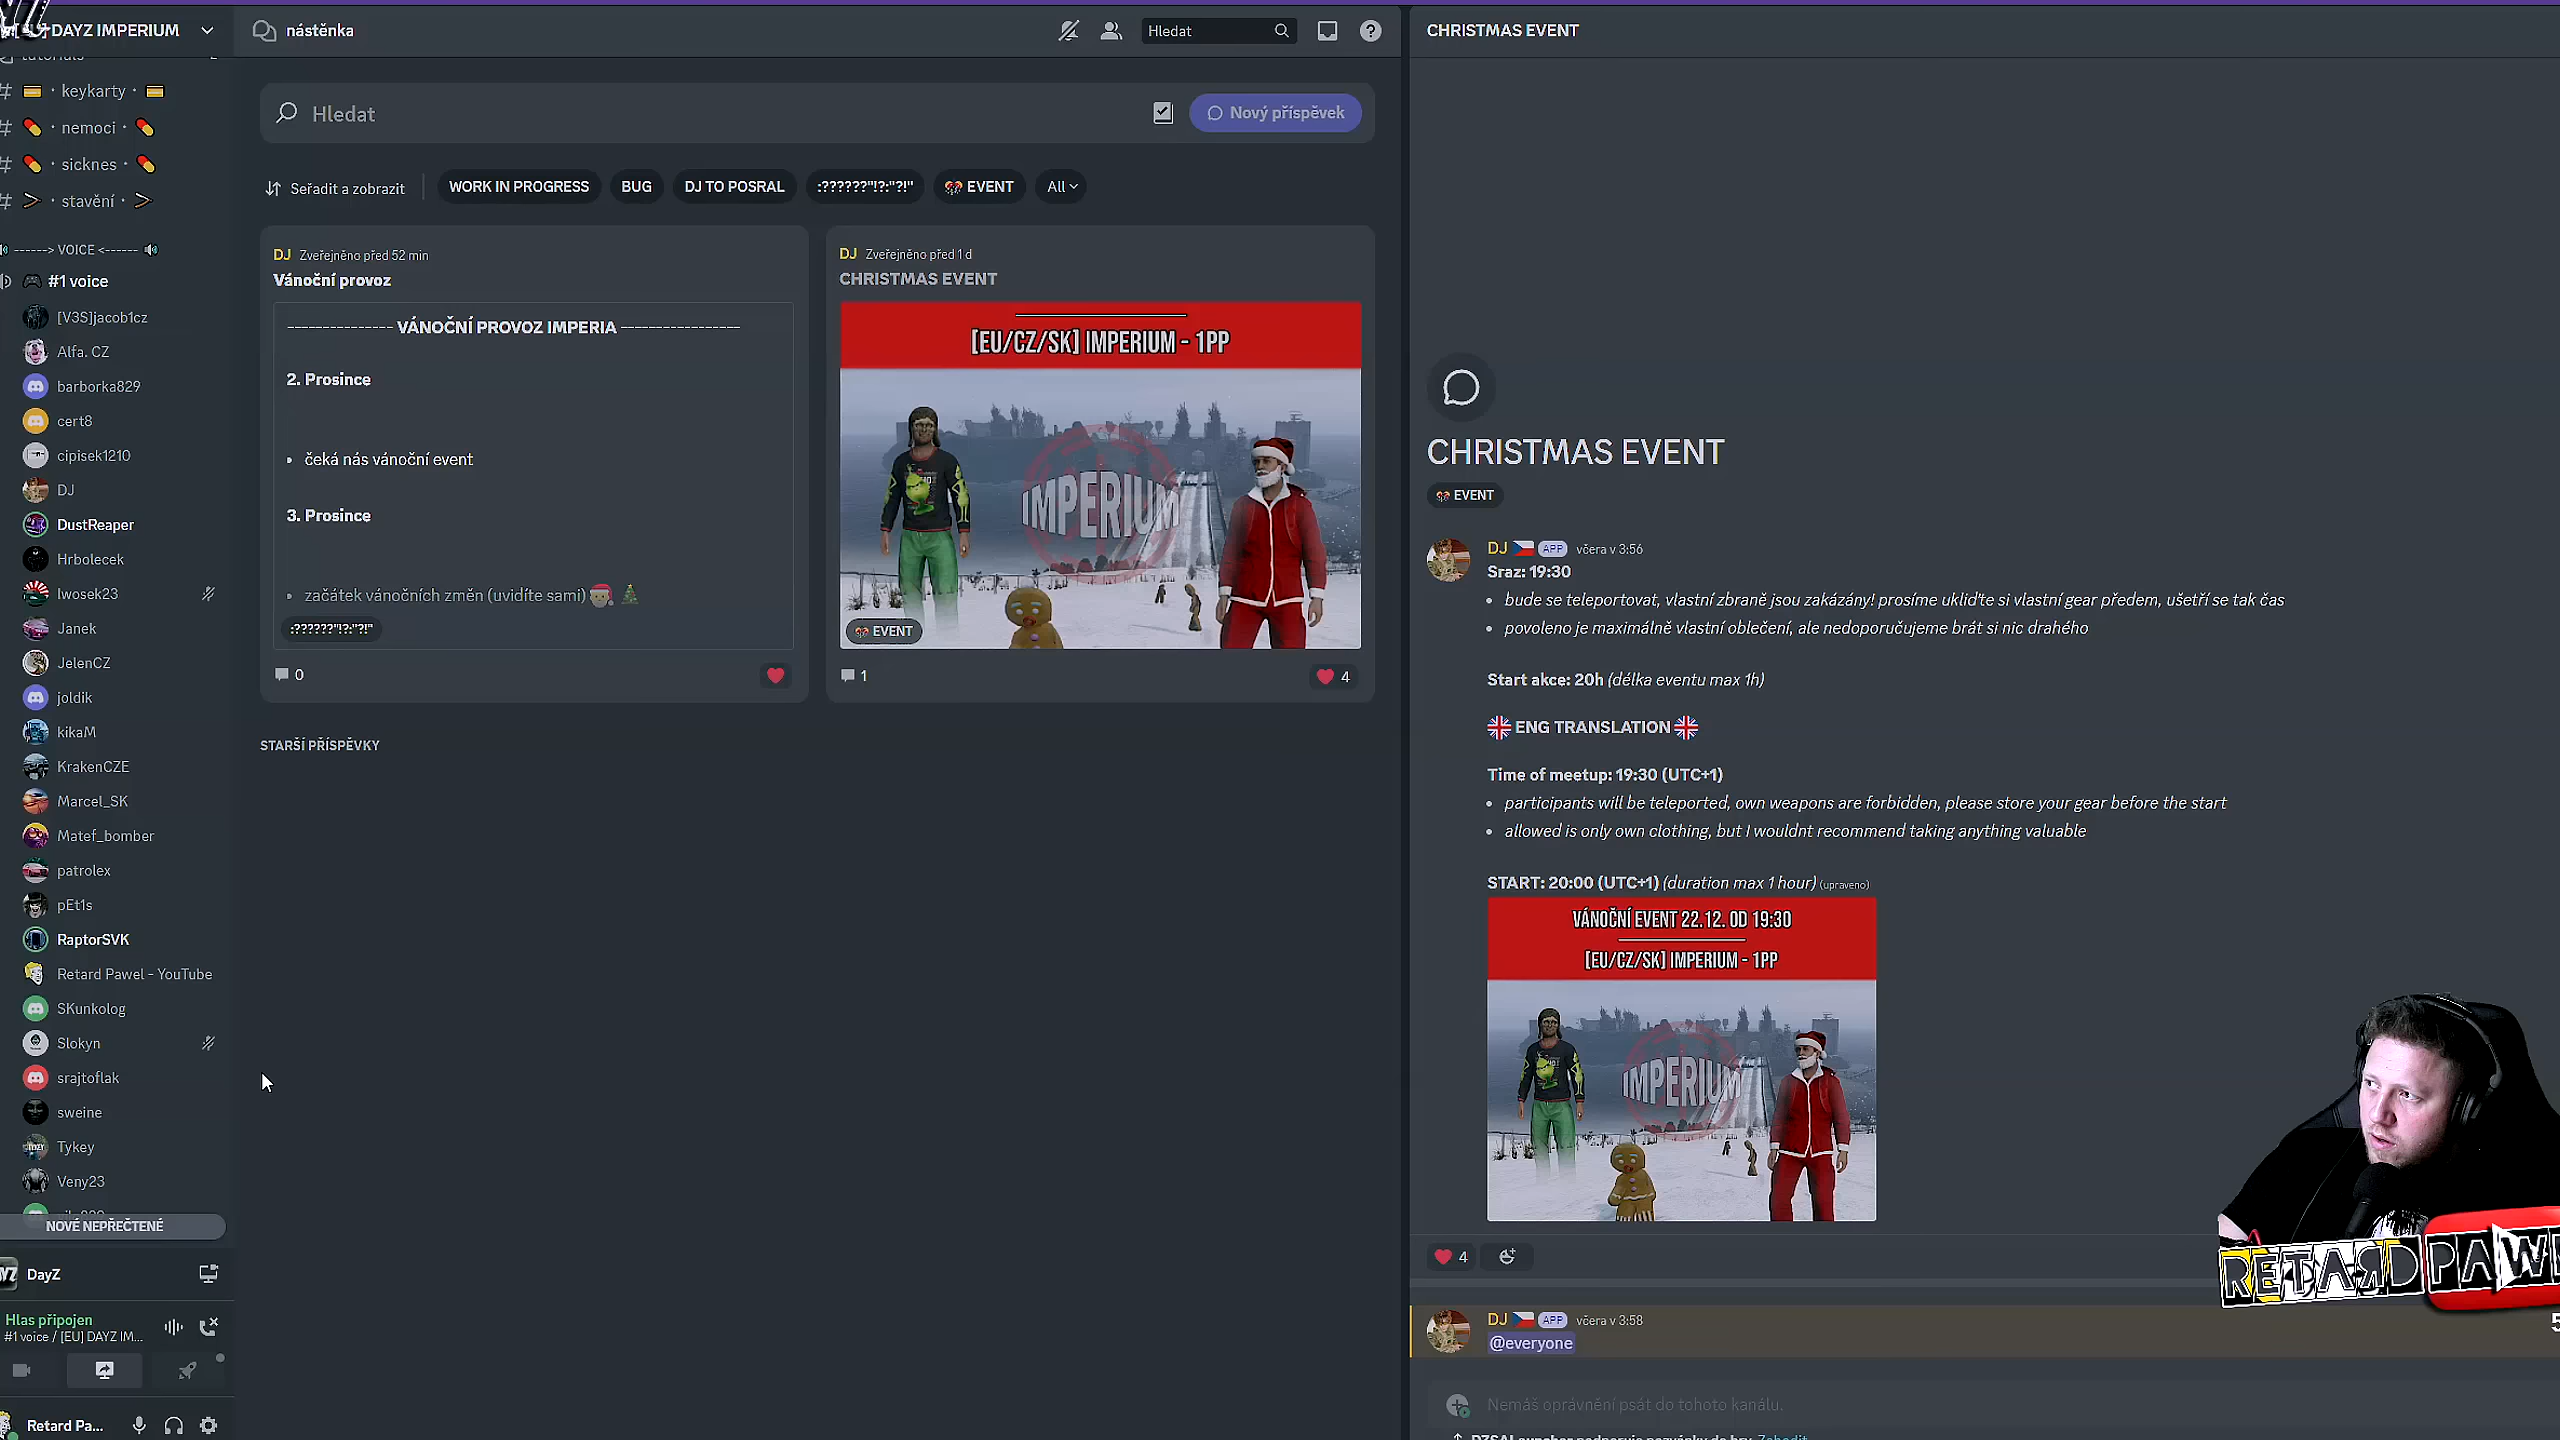 [EU] DAYZ IMPERIUM
tutorials
keykarty
nemoci
sicknes
stavění
------> VOICE <------
#1 voice
[V3S]jacob1cz
Alfa. CZ
barborka829
cert8
cipisek1210
DJ
DustReaper
Hrbolecek
lwosek23
Janek
JelenCZ
joldik
kikaM
KrakenCZE
Marcel_SK
Matef_bomber
patrolex
pEt1s
RaptorSVK
Retard Pawel - YouTube
SKunkolog
Slokyn
srajtoflak
sweine
Tykey
Veny23
NOVÉ NEPŘEČTENÉ
DayZ
Hlas připojen
#1 voice / [EU] DAYZ IM...
Retard Pa...
nástěnka
Hledat
Hledat
Nový příspěvek
Seřadit a zobrazit
WORK IN PROGRESS
BUG
DJ TO POSRAL
:??????"!?:"?!"
EVENT
All
DJ Zveřejněno před 52 min
Vánoční provoz
--------------- VÁNOČNÍ PROVOZ IMPERIA -----------------
2. Prosince
• čeká nás vánoční event
3. Prosince
• začátek vánočních změn (uvidíte sami)
:??????"!?:"?!"
0
DJ Zveřejněno před 1 d
CHRISTMAS EVENT
[EU/CZ/SK] IMPERIUM - 1PP
IMPERIUM
EVENT
1
4
STARŠÍ PŘÍSPĚVKY
CHRISTMAS EVENT
CHRISTMAS EVENT
EVENT
DJ APP včera v 3:56
Sraz: 19:30
• bude se teleportovat, vlastní zbraně jsou zakázány! prosíme ukliďte si vlastní gear předem, ušetří se tak čas
• povoleno je maximálně vlastní oblečení, ale nedoporučujeme brát si nic drahého
Start akce: 20h (délka eventu max 1h)
ENG TRANSLATION
Time of meetup: 19:30 (UTC+1)
• participants will be teleported, own weapons are forbidden, please store your gear before the start
• allowed is only own clothing, but I wouldnt recommend taking anything valuable
START: 20:00 (UTC+1) (duration max 1 hour) (upraveno)
VÁNOČNÍ EVENT 22.12. OD 19:30
[EU/CZ/SK] IMPERIUM - 1PP
IMPERIUM
4
DJ APP včera v 3:58
@everyone
Nemáš oprávnění psát do tohoto kanálu.
RETARD PAWEL